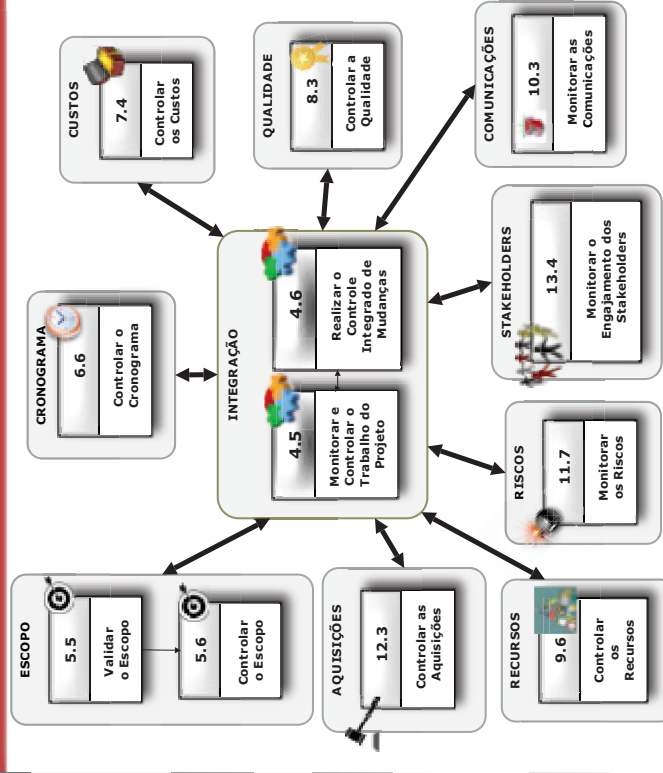 ESCOPO
5.5
Validar
o Escopo
5.6
Controlar
o Escopo
CRONOGRAMA
6.6
Controlar o
Cronograma
CUSTOS
7.4
Controlar
os Custos
AQUISIÇÕES
12.3
Controlar as
Aquisições
INTEGRAÇÃO
4.5
Monitorar e
Controlar o
Trabalho do
Projeto
4.6
Realizar o
Controle
Integrado de
Mudanças
QUALIDADE
8.3
Controlar a
Qualidade
RECURSOS
9.6
Controlar
os
Recursos
RISCOS
11.7
Monitorar
os Riscos
STAKEHOLDERS
13.4
Monitorar o
Engajamento dos
Stakeholders
COMUNICAÇÕES
10.3
Monitorar as
Comunicações